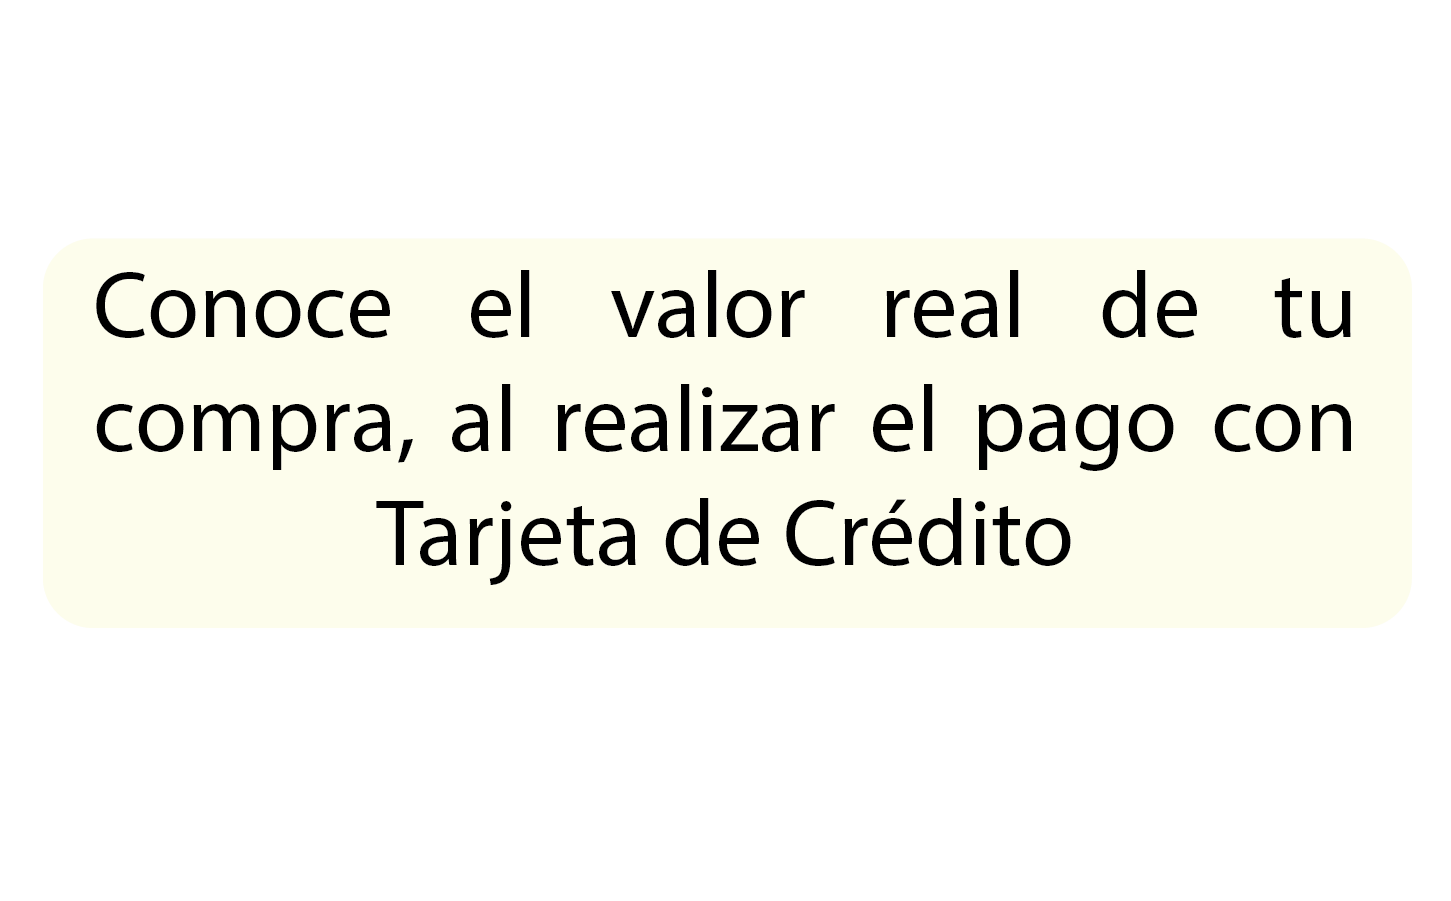 Conoce el valor real de tu
compra, al realizar el pago con
Tarjeta de Crédito